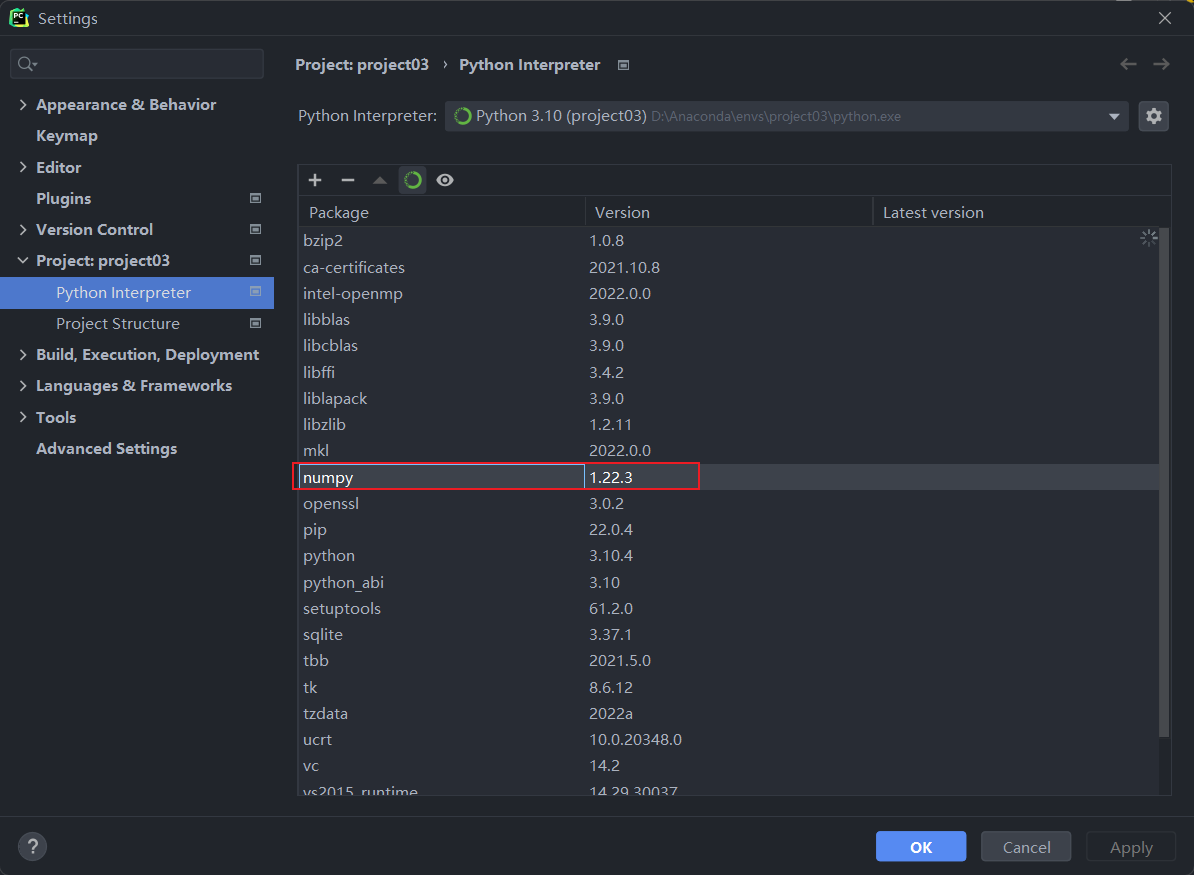 PC
Settings
Project: project03 › Python Interpreter
Appearance & Behavior
Keymap
Editor
Plugins
Version Control
Project: project03
Python Interpreter
Project Structure
Build, Execution, Deployment
Languages & Frameworks
Tools
Advanced Settings
Python Interpreter: Python 3.10 (project03) D:\Anaconda\envs\project03\python.exe
Package Version Latest version
bzip2 1.0.8
ca-certificates 2021.10.8
intel-openmp 2022.0.0
libblas 3.9.0
libcblas 3.9.0
libffi 3.4.2
liblapack 3.9.0
libzlib 1.2.11
mkl 2022.0.0
numpy 1.22.3
openssl 3.0.2
pip 22.0.4
python 3.10.4
python_abi 3.10
setuptools 61.2.0
sqlite 3.37.1
tbb 2021.5.0
tk 8.6.12
tzdata 2022a
ucrt 10.0.20348.0
vc 14.2
vs2015_runtime 14.29.30037
?
OK Cancel Apply